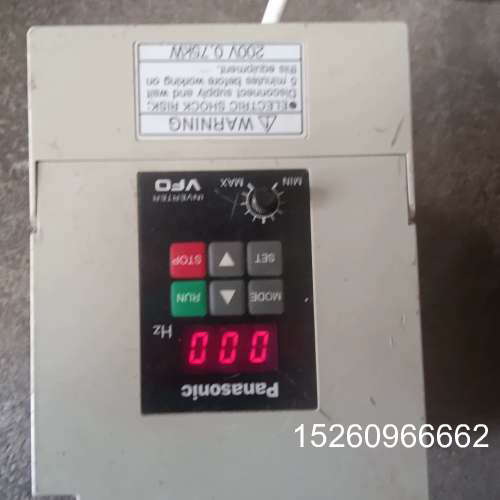 Panasonic
000
Hz
MODE
RUN
SET
STOP
MIN
MAX
INVERTER VFO
⚠ WARNING
●ELECTRIC SHOCK RISK:
Disconnect supply and wait
5 minutes before working on
this equipment.
200V 0.75kW
15260966662